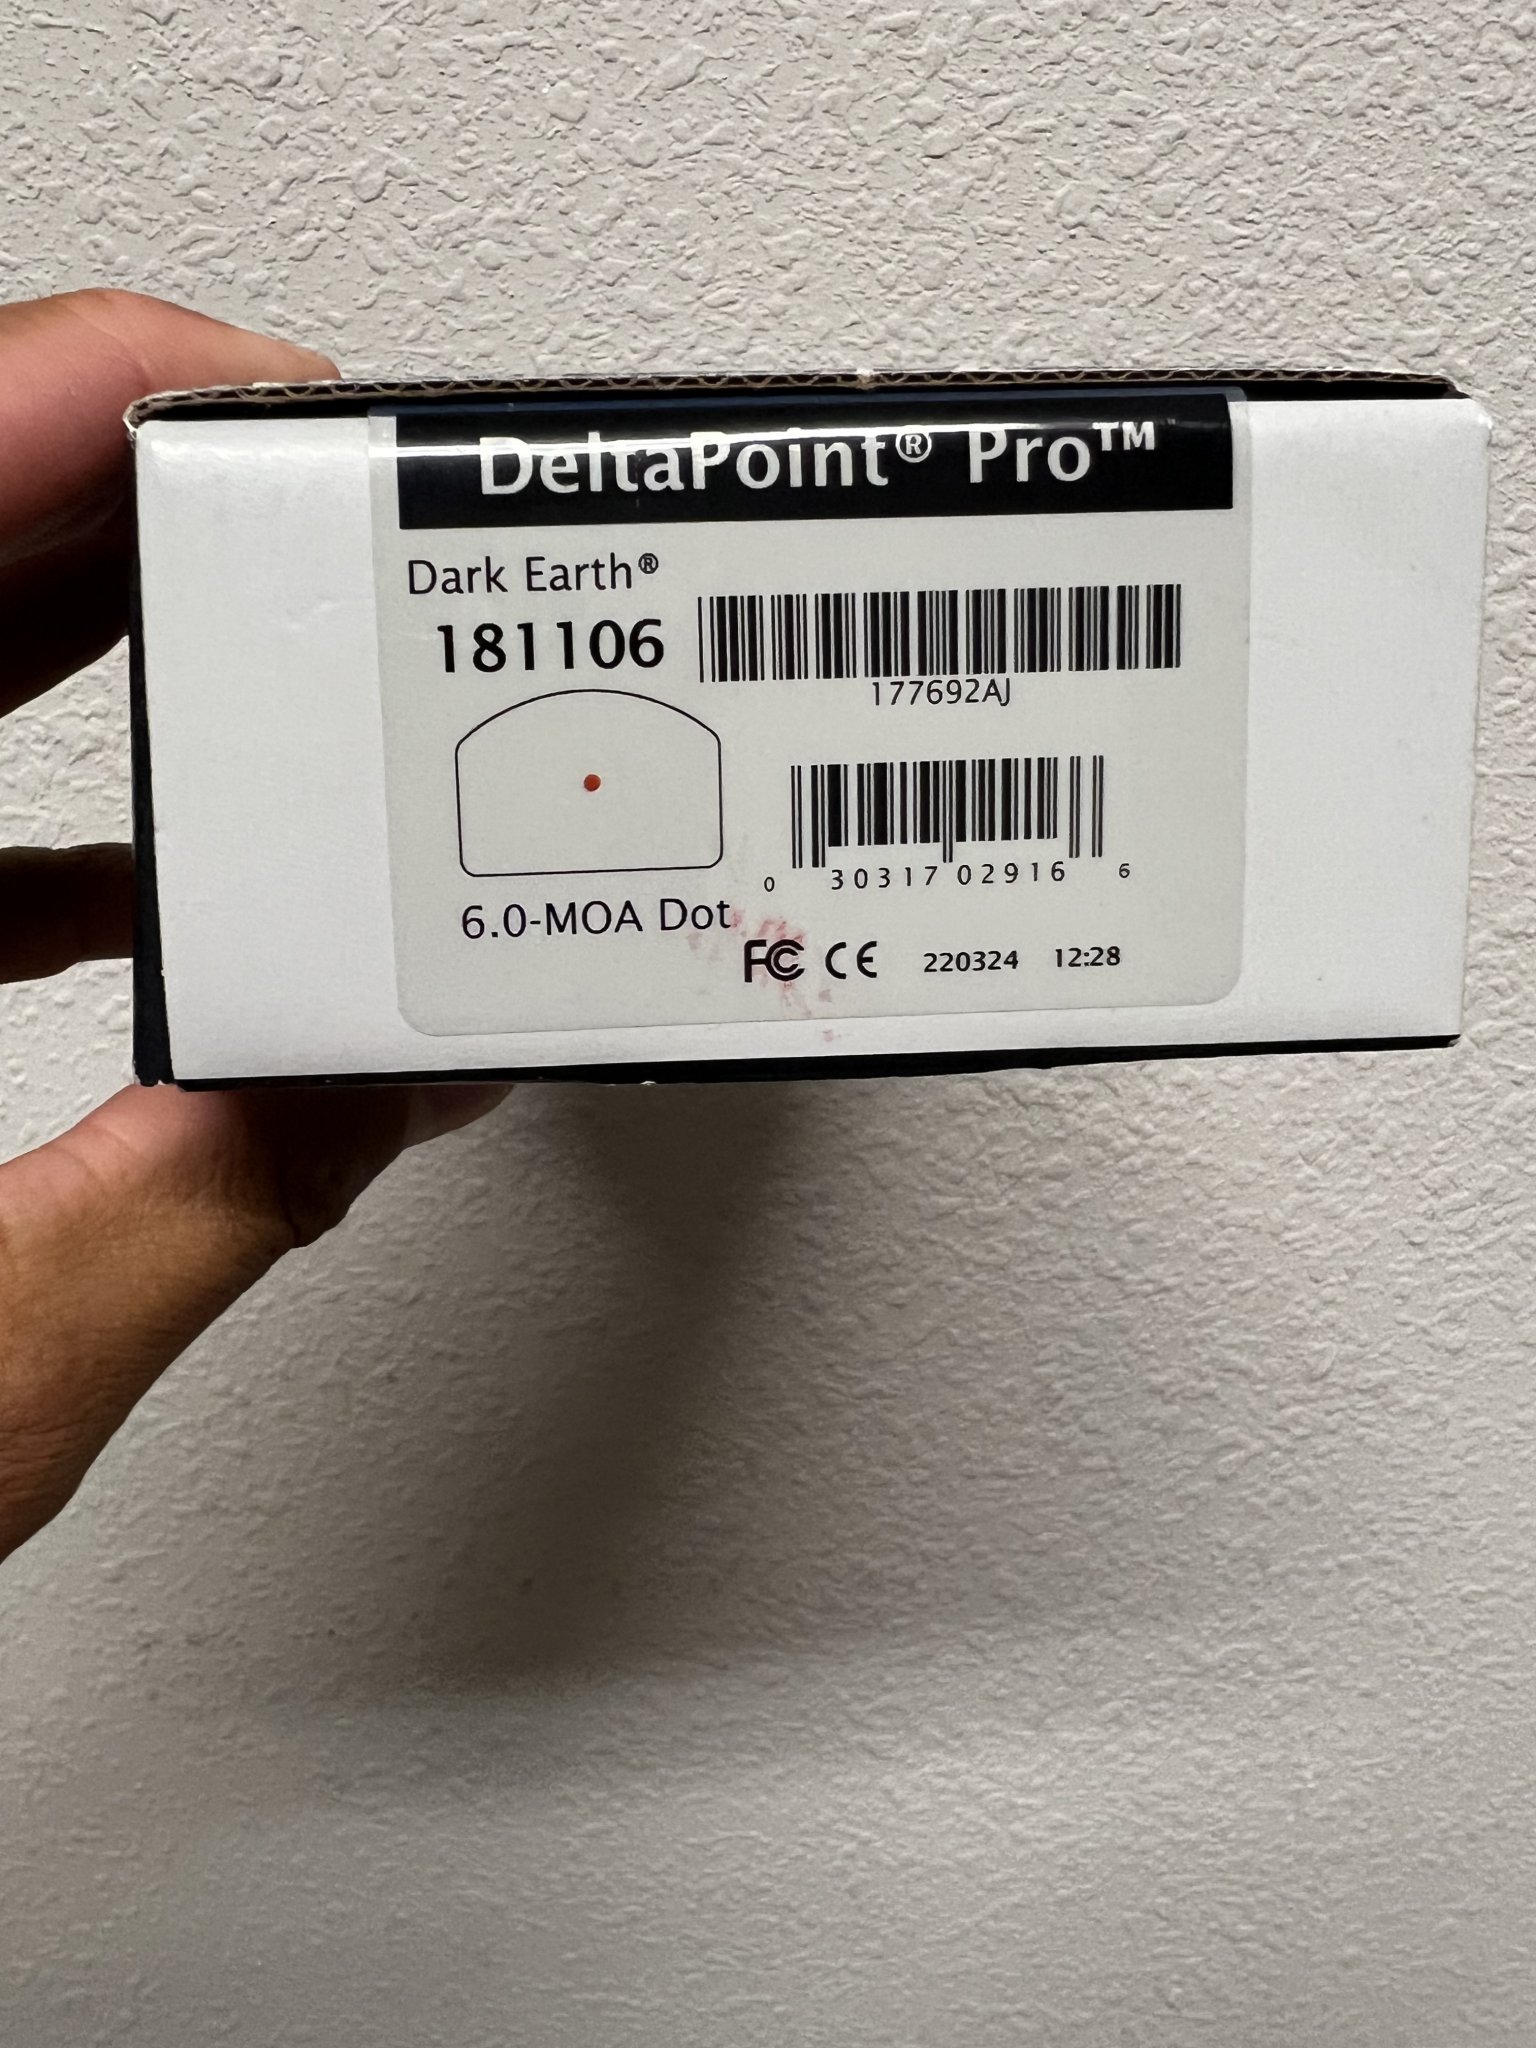 DeltaPoint® Pro™
Dark Earth®
181106
177692AJ
0 30317 02916 6
6.0-MOA Dot
FC CE 220324 12:28